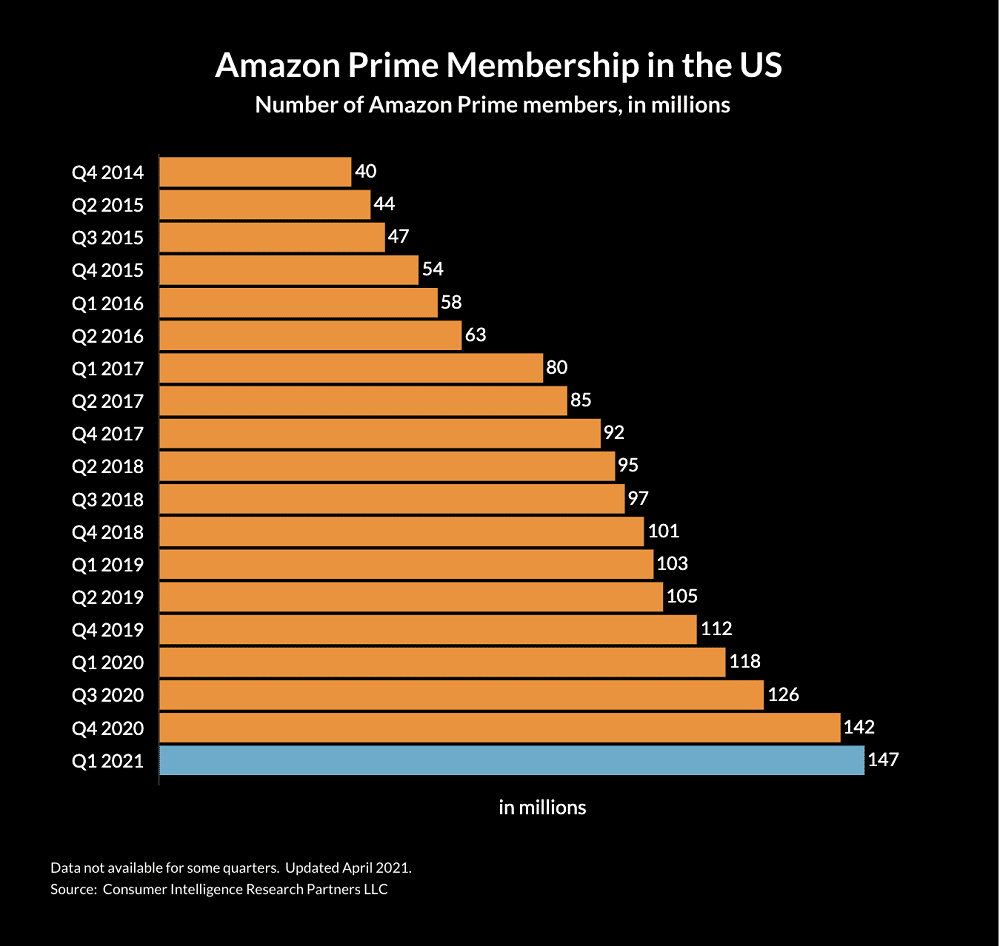 Amazon Prime Membership in the US
Number of Amazon Prime members, in millions
Q4 2014 40
Q2 2015 44
Q3 2015 47
Q4 2015 54
Q1 2016 58
Q2 2016 63
Q1 2017 80
Q2 2017 85
Q4 2017 92
Q2 2018 95
Q3 2018 97
Q4 2018 101
Q1 2019 103
Q2 2019 105
Q4 2019 112
Q1 2020 118
Q3 2020 126
Q4 2020 142
Q1 2021 147
in millions
Data not available for some quarters.  Updated April 2021.
Source:  Consumer Intelligence Research Partners LLC